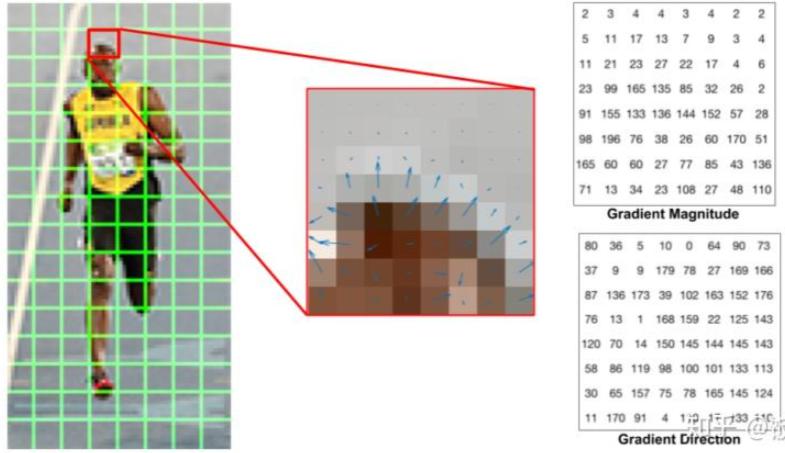 2 3 4 4 3 4 2 2
5 11 17 13 7 9 3 4
11 21 23 27 22 17 4 6
23 99 165 135 85 32 26 2
91 155 133 136 144 152 57 28
98 196 76 38 26 60 170 51
165 60 60 27 77 85 43 136
71 13 34 23 108 27 48 110
Gradient Magnitude
80 36 5 10 0 64 90 73
37 9 9 179 78 27 169 166
87 136 173 39 102 163 152 176
76 13 1 168 159 22 125 143
120 70 14 150 145 144 145 143
58 86 119 98 100 101 133 113
30 65 157 75 78 165 145 124
11 170 91 4
Gradient Direction
知乎